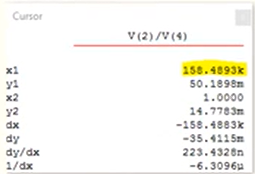 Cursor
V(2)/V(4)
x1 158.4893k
y1 50.1898m
x2 1.0000
y2 14.7783m
dx -158.4883k
dy -35.4115m
dy/dx 223.4328n
1/dx -6.3096µ